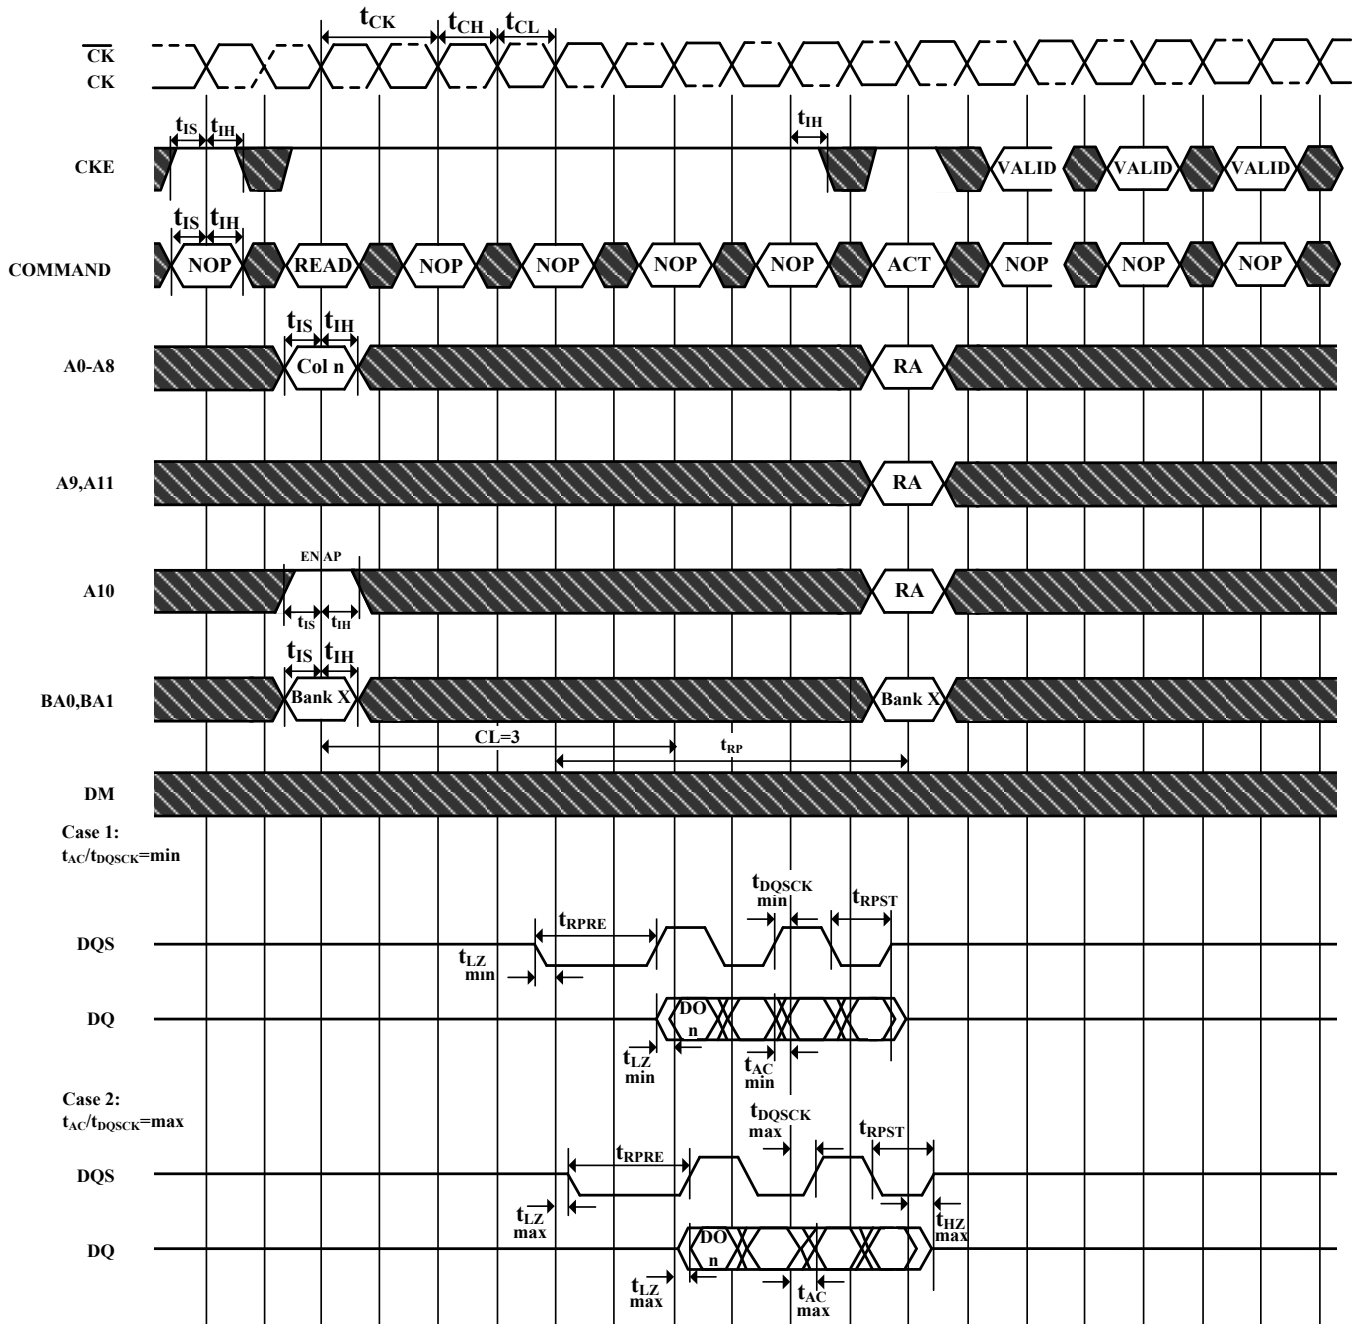 tCK tCH tCL
CK
CK
tIS tIH tIH
CKE VALID VALID VALID
tIS tIH
COMMAND NOP READ NOP NOP NOP NOP ACT NOP NOP NOP
tIS tIH
A0-A8 Col n RA
A9,A11 RA
EN AP
A10 RA
tIS tIH
tIS tIH
BA0,BA1 Bank X Bank X
CL=3 tRP
DM
Case 1:
tAC/tDQSCK=min
tDQSCK
min
tRPST
tRPRE
DQS
tLZ
min
DQ DO
n
tLZ
min
tAC
min
Case 2:
tAC/tDQSCK=max
tDQSCK
max
tRPST
tRPRE
DQS
tLZ
max
tHZ
max
DQ DO
n
tLZ
max
tAC
max